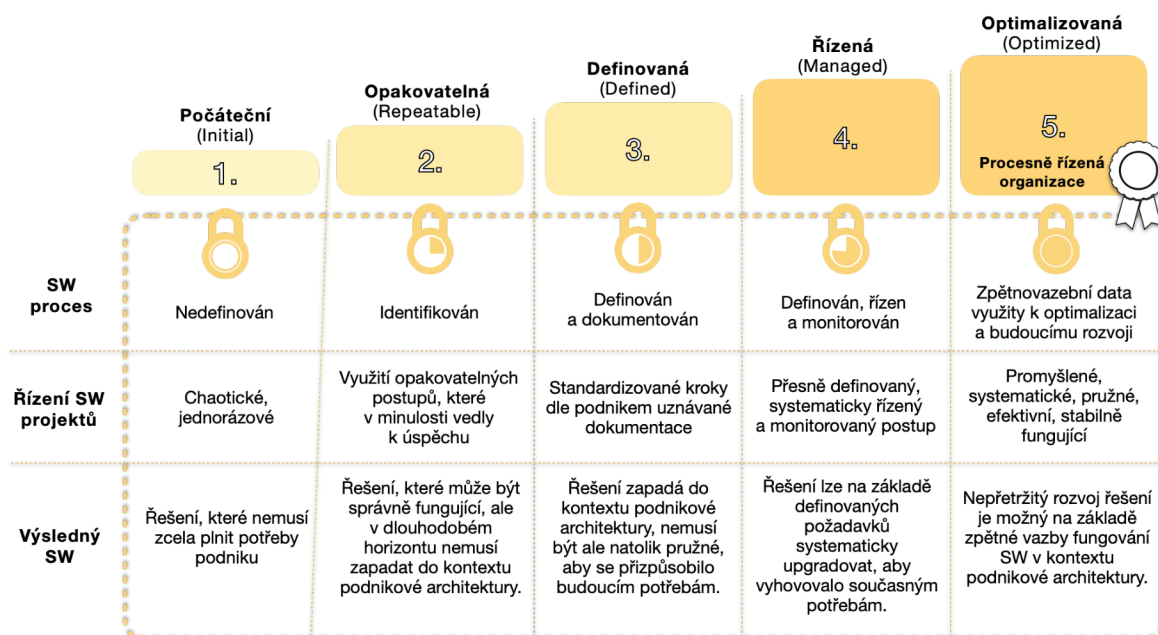 Počáteční
(Initial)
1.
Opakovatelná
(Repeatable)
2.
Definovaná
(Defined)
3.
Řízená
(Managed)
4.
Optimalizovaná
(Optimized)
5.
Procesně řízená
organizace
SW
proces
Nedefinován
Identifikován
Definován
a dokumentován
Definován, řízen
a monitorován
Zpětnovazební data
využity k optimalizaci
a budoucímu rozvoji
Řízení SW
projektů
Chaotické,
jednorázové
Využití opakovatelných
postupů, které
v minulosti vedly
k úspěchu
Standardizované kroky
dle podnikem uznávané
dokumentace
Přesně definovaný,
systematicky řízený
a monitorovaný postup
Promyšlené,
systematické, pružné,
efektivní, stabilně
fungující
Výsledný
SW
Řešení, které nemusí
zcela plnit potřeby
podniku
Řešení, které může být
správně fungující, ale
v dlouhodobém
horizontu nemusí
zapadat do kontextu
podnikové architektury.
Řešení zapadá do
kontextu podnikové
architektury, nemusí
být ale natolik pružné,
aby se přizpůsobilo
budoucím potřebám.
Řešení lze na základě
definovaných
požadavků
systematicky
upgradovat, aby
vyhovovalo současným
potřebám.
Nepřetržitý rozvoj řešení
je možný na základě
zpětné vazby fungování
SW v kontextu
podnikové architektury.